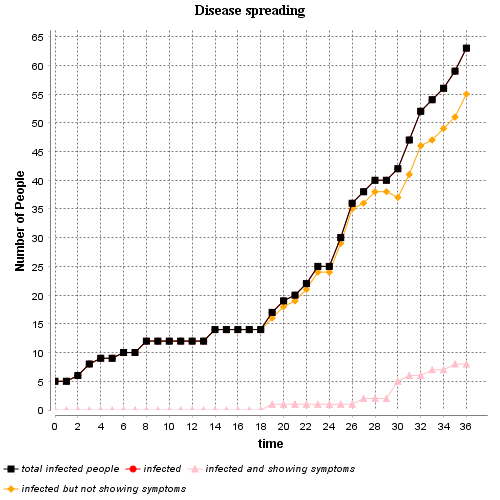 Disease spreading
Number of People
65
60
55
50
45
40
35
30
25
20
15
10
5
0
0 2 4 6 8 10 12 14 16 18 20 22 24 26 28 30 32 34 36
time
total infected people infected infected and showing symptoms
infected but not showing symptoms